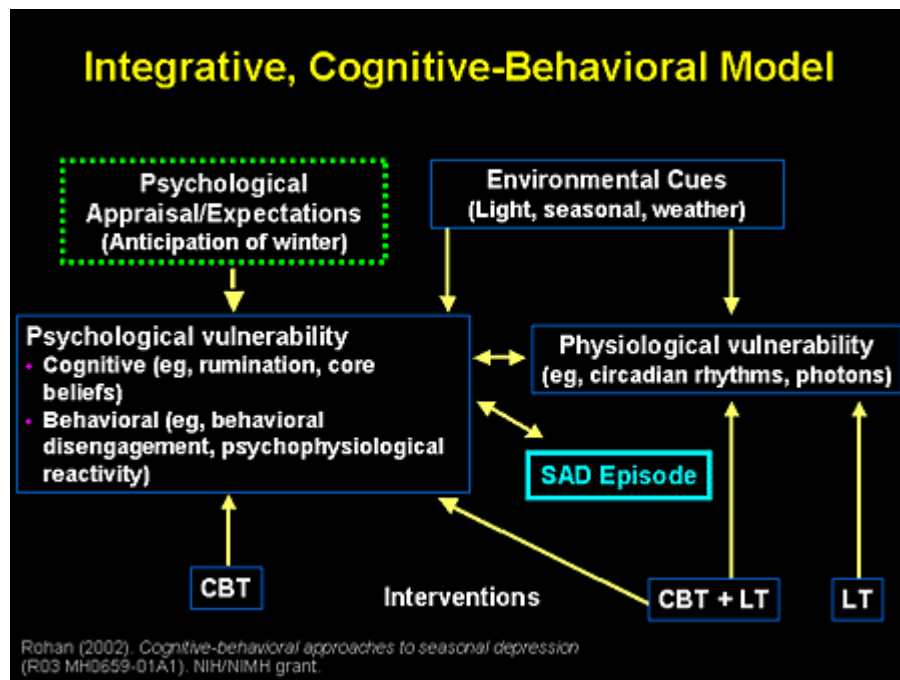 Integrative, Cognitive-Behavioral Model
Psychological
Appraisal/Expectations
(Anticipation of winter)
Environmental Cues
(Light, seasonal, weather)
Psychological vulnerability
• Cognitive (eg, rumination, core
beliefs)
• Behavioral (eg, behavioral
disengagement, psychophysiological
reactivity)
Physiological vulnerability
(eg, circadian rhythms, photons)
SAD Episode
CBT
Interventions
CBT + LT
LT
Rohan (2002). Cognitive-behavioral approaches to seasonal depression
(R03 MH0659-01A1). NIH/NIMH grant.